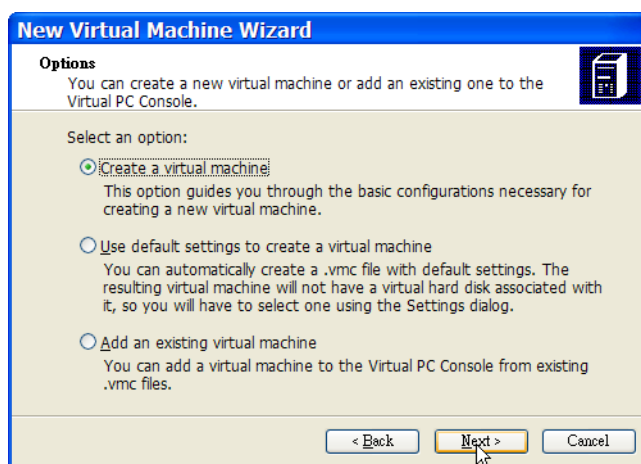 New Virtual Machine Wizard
Options
You can create a new virtual machine or add an existing one to the
Virtual PC Console.
Select an option:
Create a virtual machine
This option guides you through the basic configurations necessary for
creating a new virtual machine.
Use default settings to create a virtual machine
You can automatically create a .vmc file with default settings. The
resulting virtual machine will not have a virtual hard disk associated with
it, so you will have to select one using the Settings dialog.
Add an existing virtual machine
You can add a virtual machine to the Virtual PC Console from existing
.vmc files.
< Back Next > Cancel